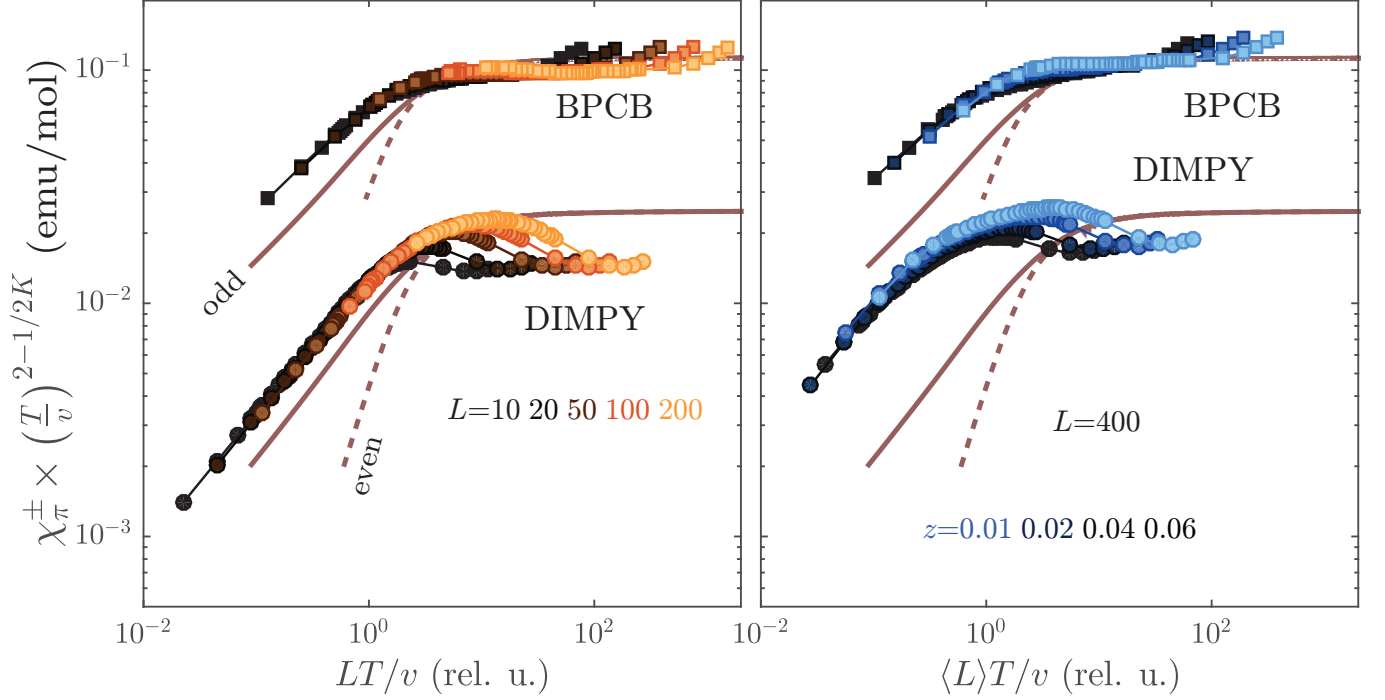 χ_π^± × (T/v)^{2−1/2K} (emu/mol)
10^{-1}
10^{-2}
10^{-3}
BPCB
odd
DIMPY
L=10 20 50 100 200
even
10^{-2}
10^{0}
10^{2}
LT/v (rel. u.)
BPCB
DIMPY
L=400
z=0.01 0.02 0.04 0.06
10^{-2}
10^{0}
10^{2}
⟨L⟩T/v (rel. u.)